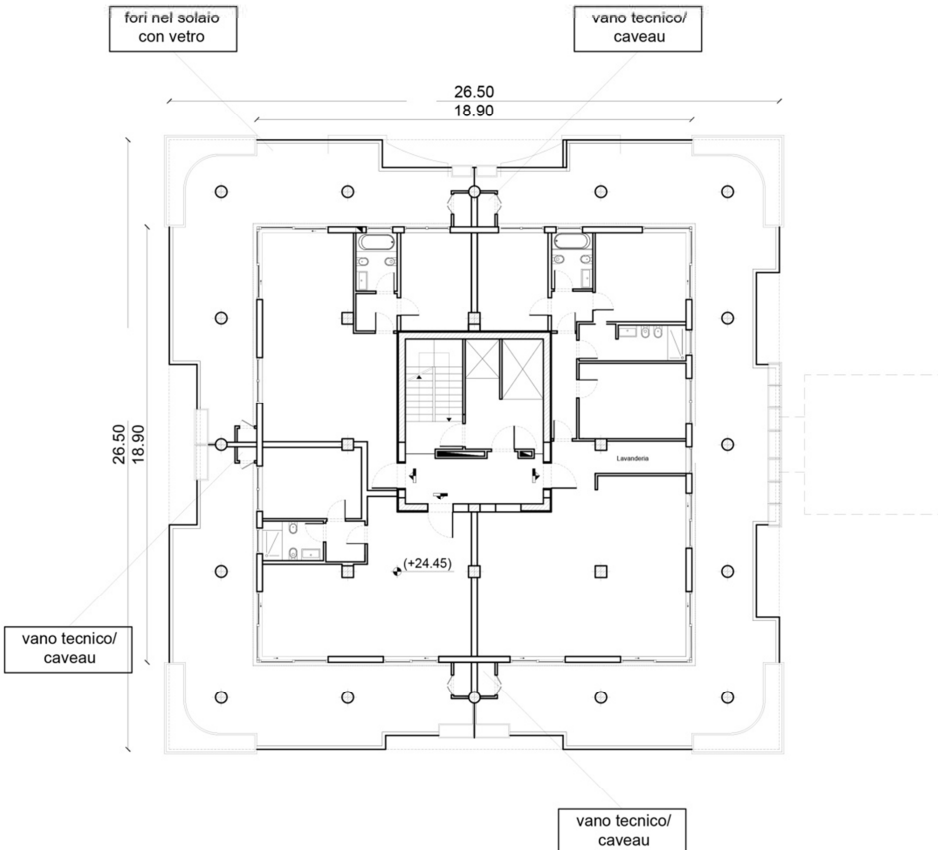 fori nel solaio
con vetro
vano tecnico/
caveau
26.50
18.90
26.50
18.90
Lavanderia
(+24.45)
vano tecnico/
caveau
vano tecnico/
caveau